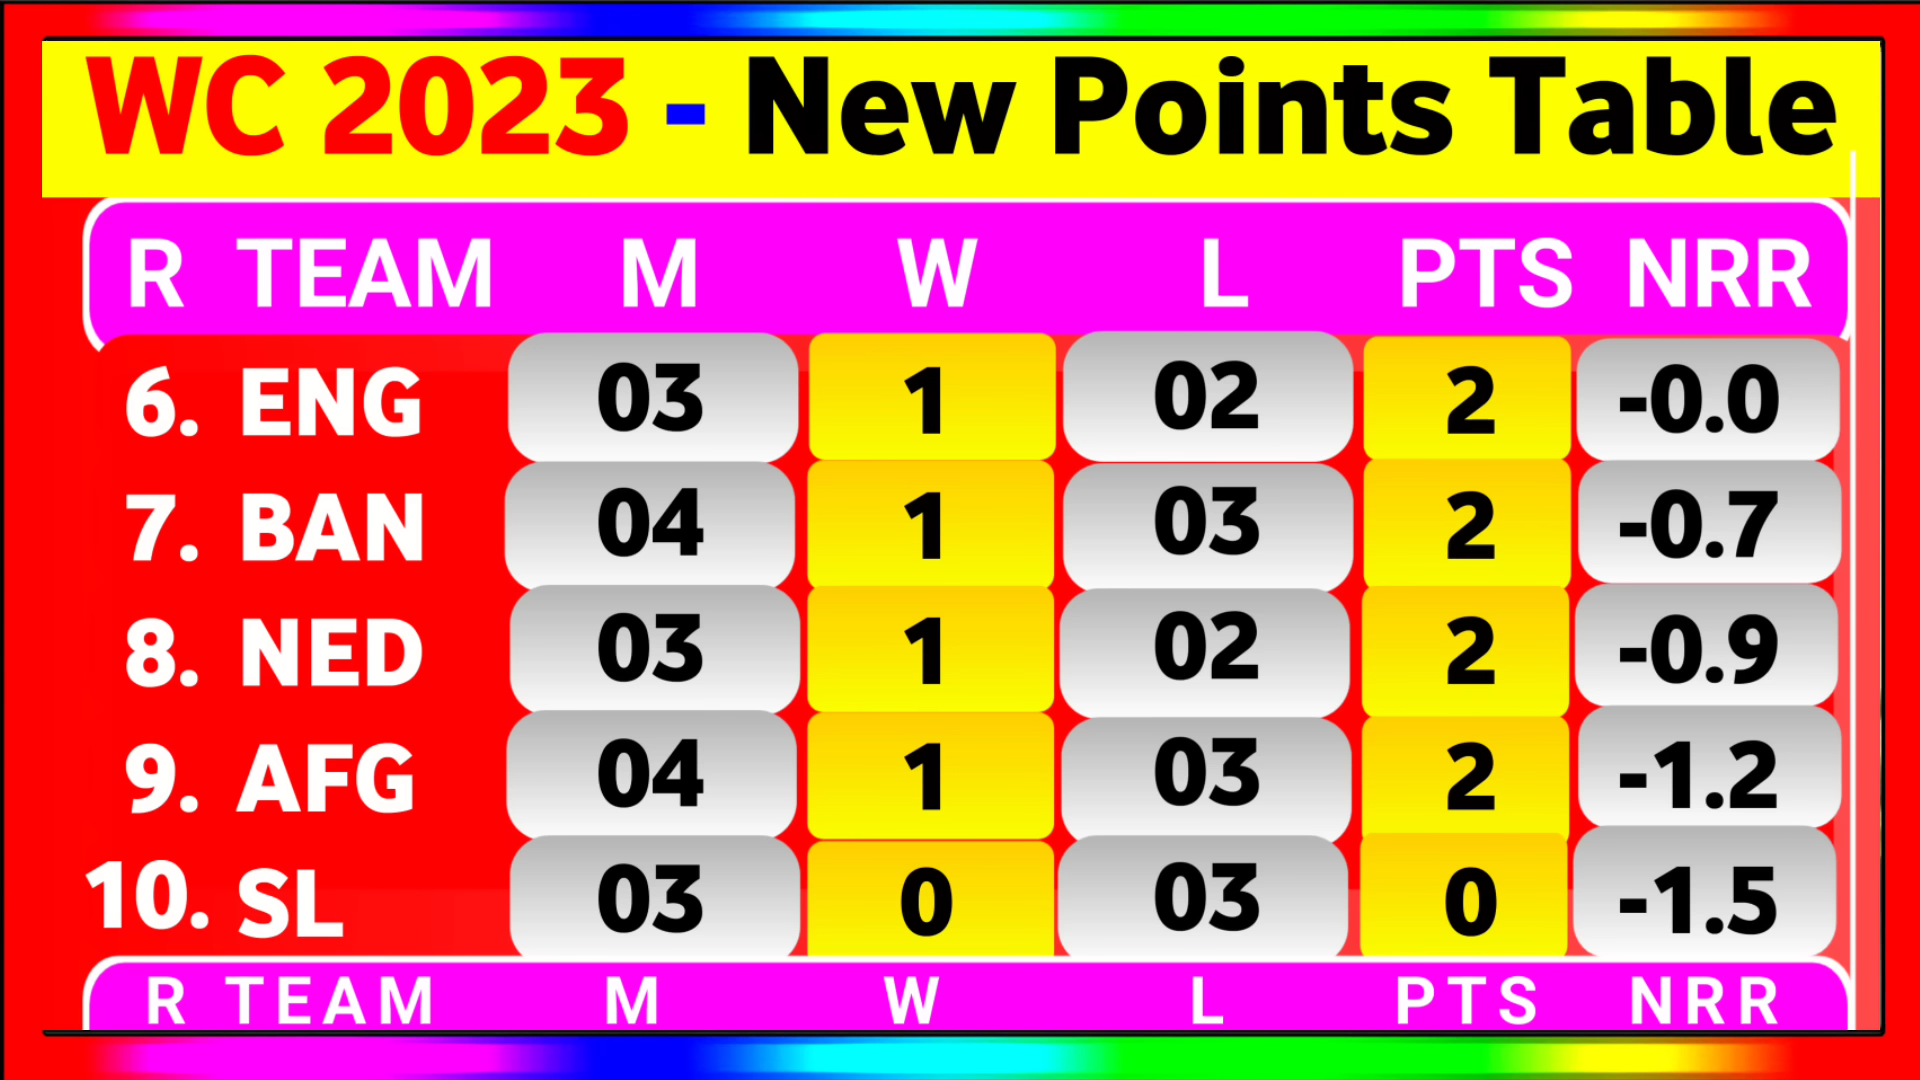 WC 2023 - New Points Table
R TEAM M W L PTS NRR
6. ENG 03 1 02 2 -0.0
7. BAN 04 1 03 2 -0.7
8. NED 03 1 02 2 -0.9
9. AFG 04 1 03 2 -1.2
10. SL 03 0 03 0 -1.5
R TEAM M W L PTS NRR